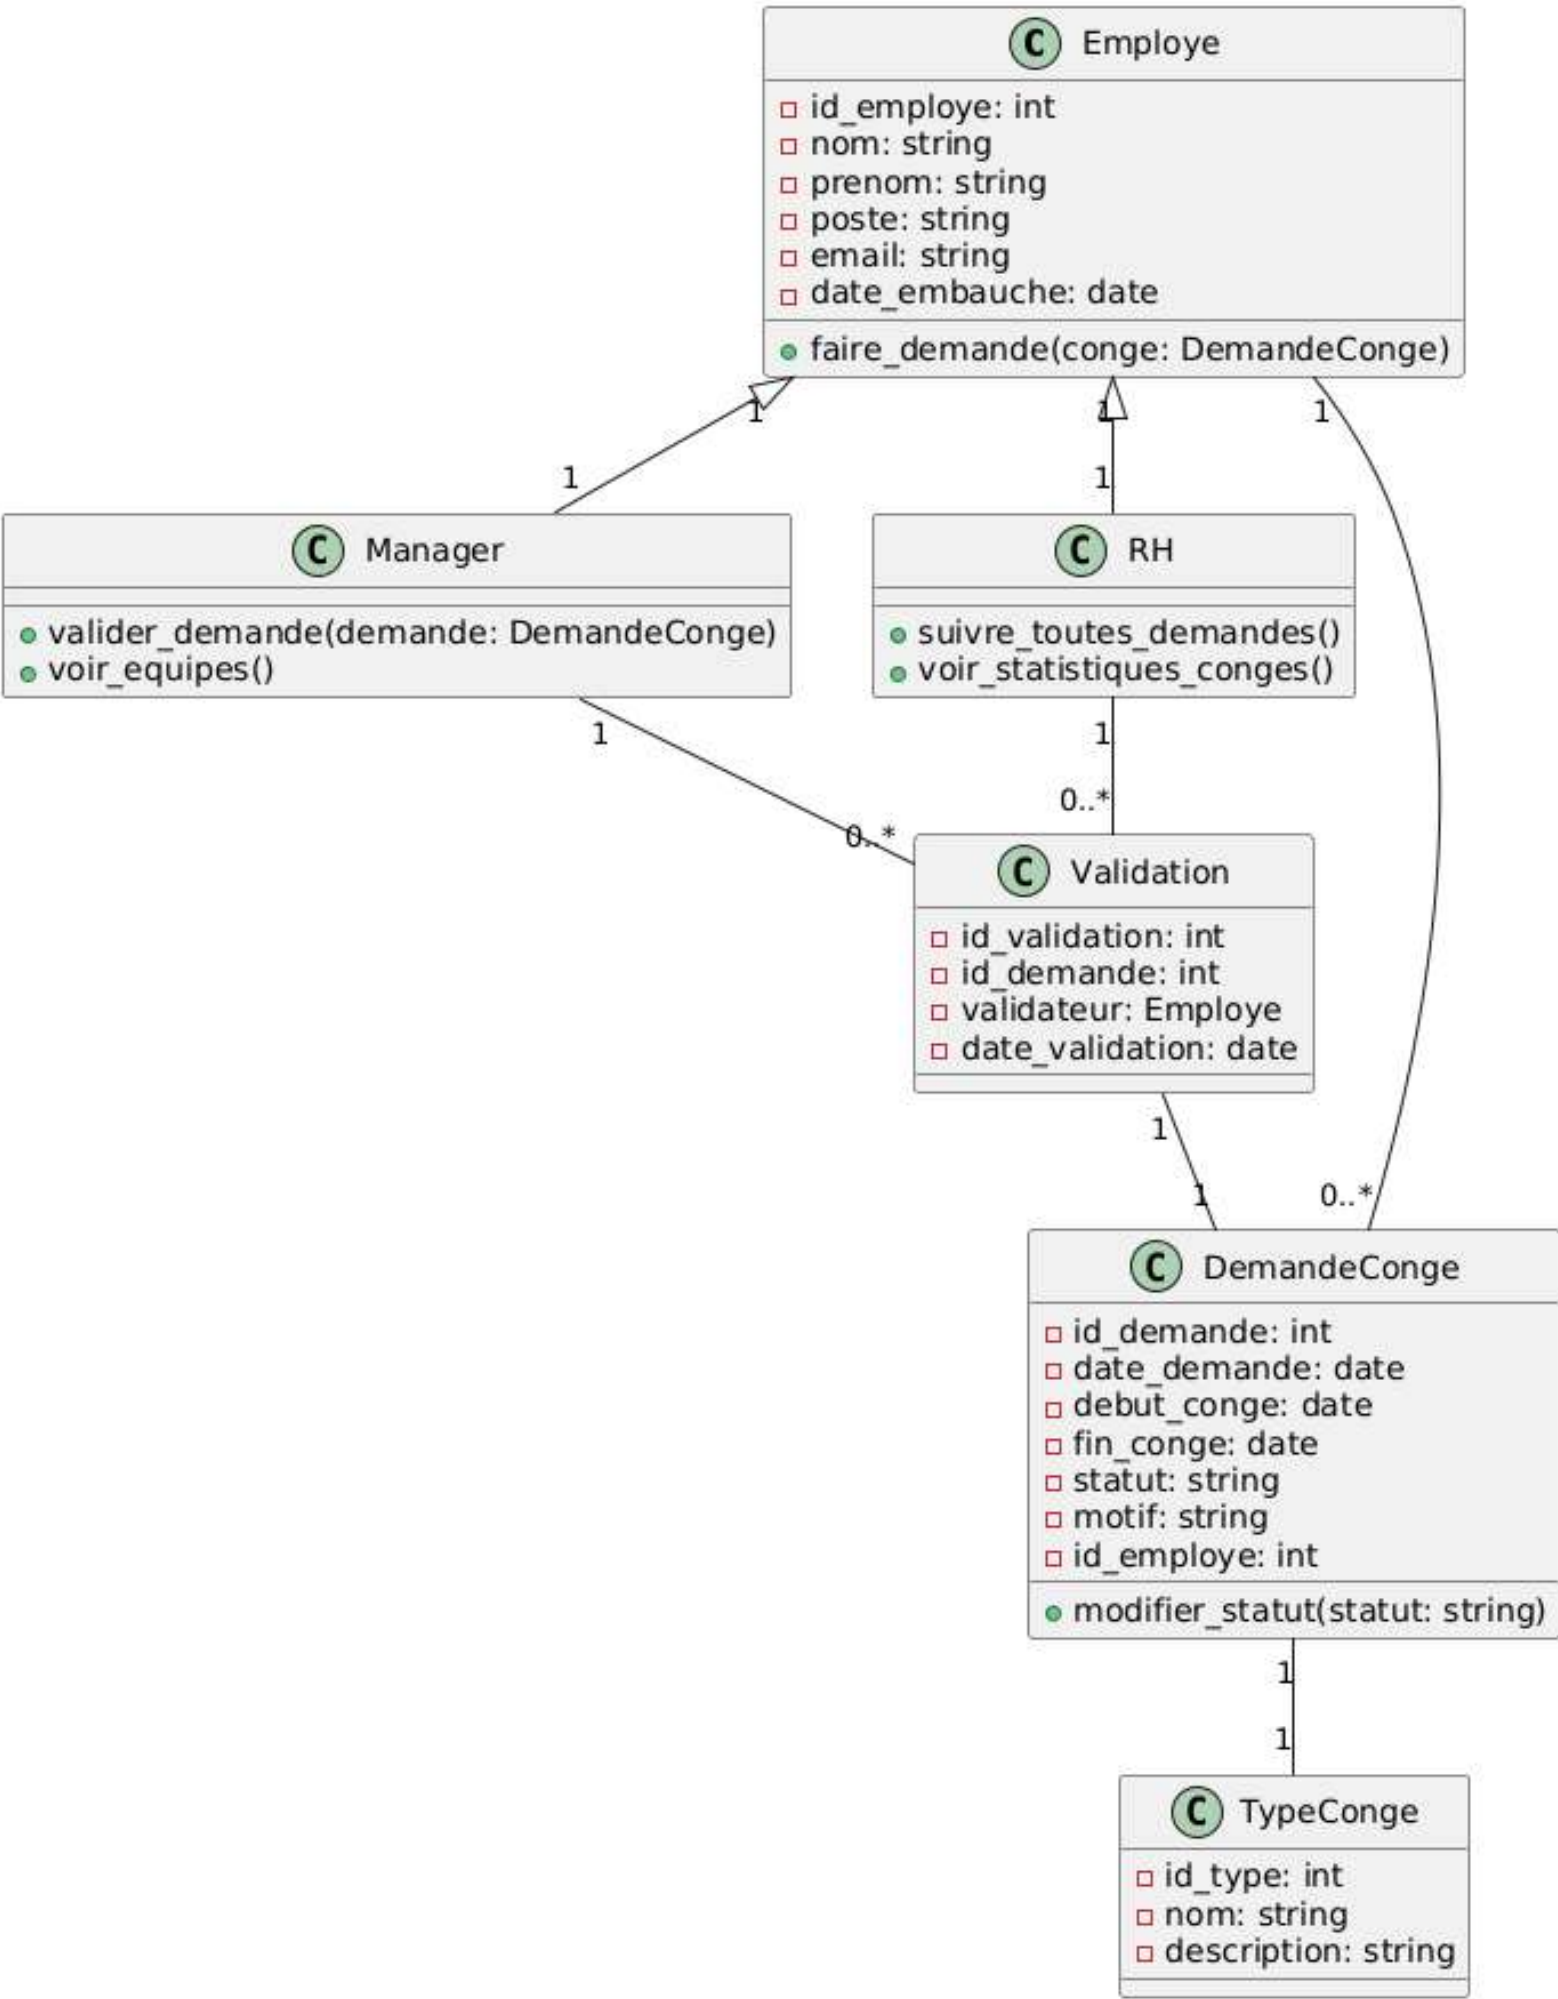 C Employe
id_employe: int
nom: string
prenom: string
poste: string
email: string
date_embauche: date
faire_demande(conge: DemandeConge)
1
1
1
1
1
C Manager
valider_demande(demande: DemandeConge)
voir_equipes()
C RH
suivre_toutes_demandes()
voir_statistiques_conges()
1
1
0..*
0..*
C Validation
id_validation: int
id_demande: int
validateur: Employe
date_validation: date
1
1
0..*
C DemandeConge
id_demande: int
date_demande: date
debut_conge: date
fin_conge: date
statut: string
motif: string
id_employe: int
modifier_statut(statut: string)
1
1
C TypeConge
id_type: int
nom: string
description: string